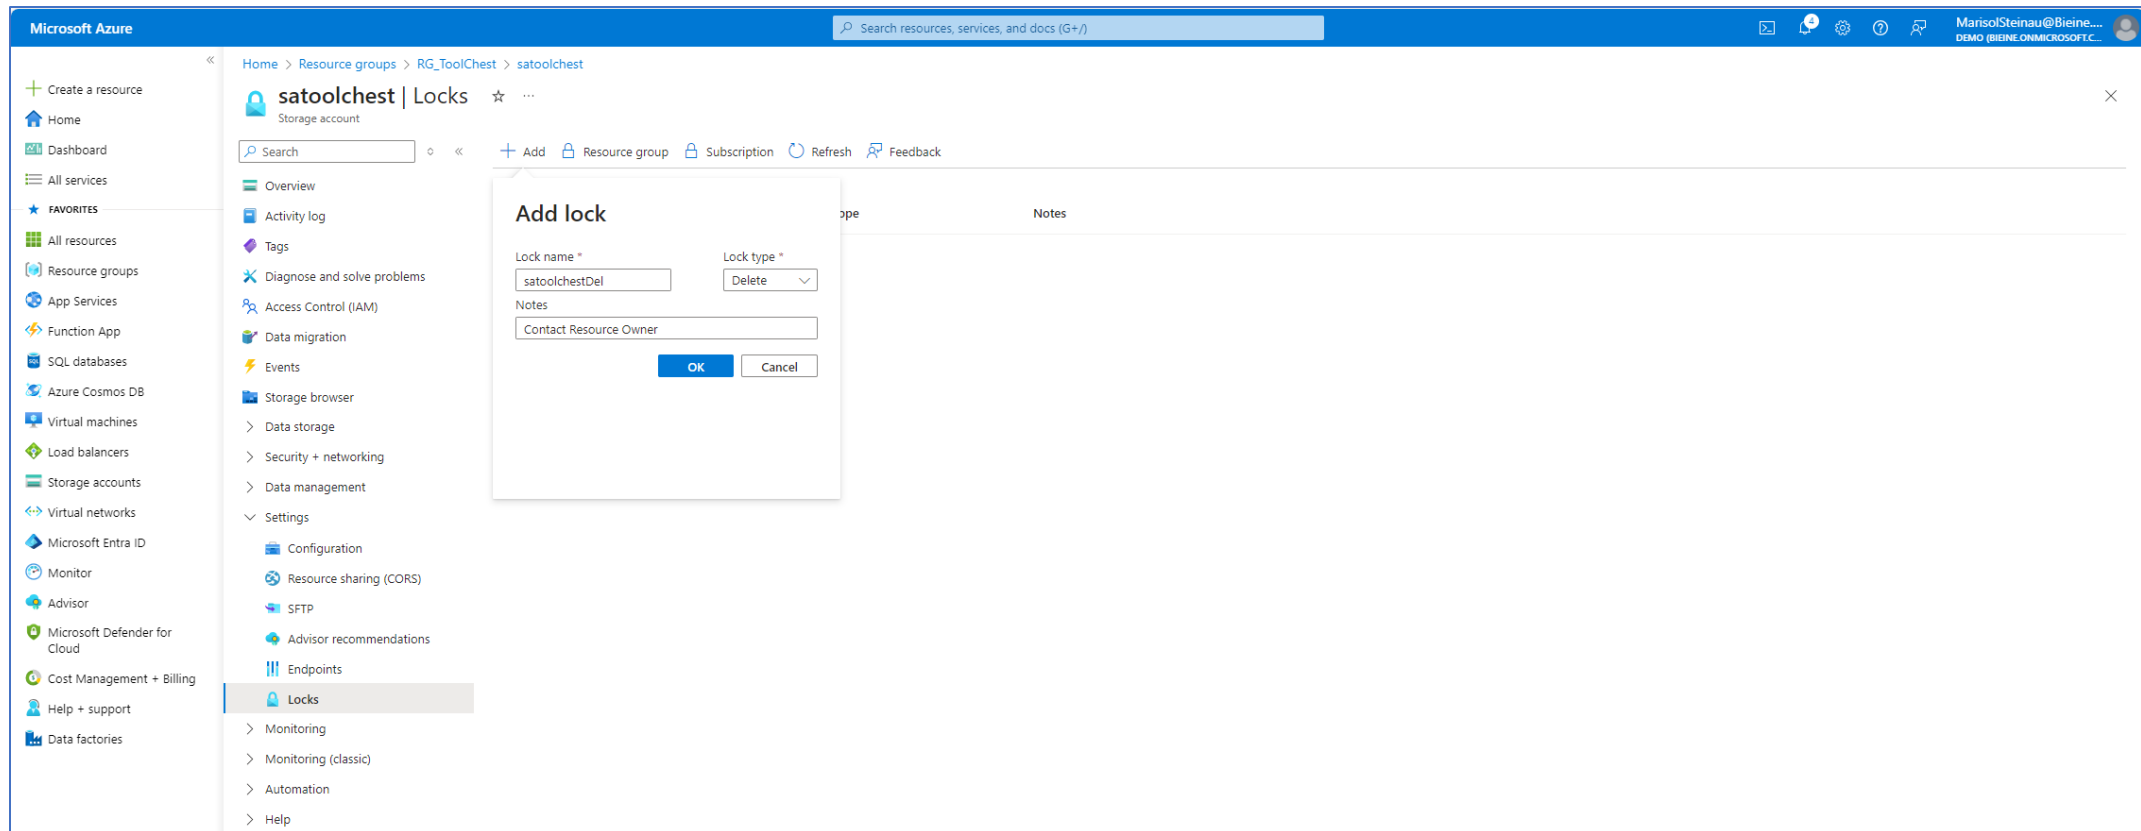 Microsoft Azure
Search resources, services, and docs (G+/)
4
MarisolSteinau@Bieine....
DEMO (BIEINE.ONMICROSOFT.C...
Create a resource
Home
Dashboard
All services
FAVORITES
All resources
Resource groups
App Services
Function App
SQL databases
Azure Cosmos DB
Virtual machines
Load balancers
Storage accounts
Virtual networks
Microsoft Entra ID
Monitor
Advisor
Microsoft Defender for
Cloud
Cost Management + Billing
Help + support
Data factories
Home > Resource groups > RG_ToolChest > satoolchest
satoolchest | Locks
Storage account
Search
Overview
Activity log
Tags
Diagnose and solve problems
Access Control (IAM)
Data migration
Events
Storage browser
Data storage
Security + networking
Data management
Settings
Configuration
Resource sharing (CORS)
SFTP
Advisor recommendations
Endpoints
Locks
Monitoring
Monitoring (classic)
Automation
Help
Add Resource group Subscription Refresh Feedback
Notes
Add lock
Lock name * Lock type *
satoolchestDel Delete
Notes
Contact Resource Owner
OK Cancel